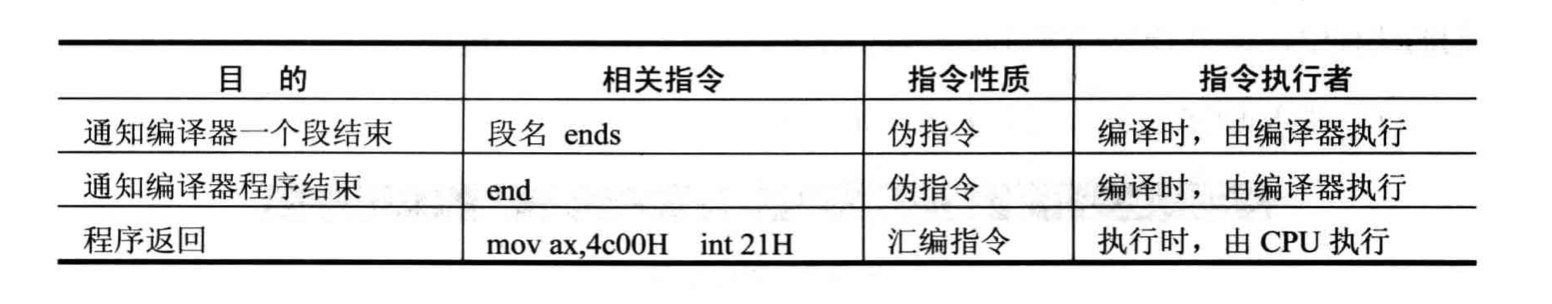 目 的 相关指令 指令性质 指令执行者
通知编译器一个段结束 段名 ends 伪指令 编译时，由编译器执行
通知编译器程序结束 end 伪指令 编译时，由编译器执行
程序返回 mov ax,4c00H int 21H 汇编指令 执行时，由 CPU 执行